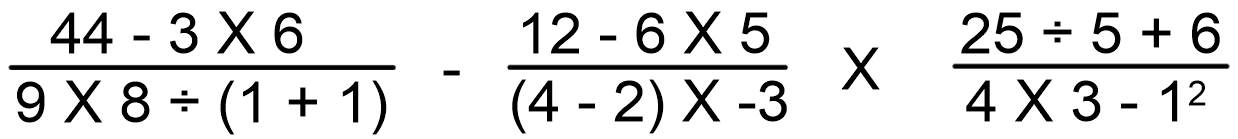 44 - 3 X 6
9 X 8 ÷ (1 + 1)
-
12 - 6 X 5
(4 - 2) X -3
X
25 ÷ 5 + 6
4 X 3 - 1²